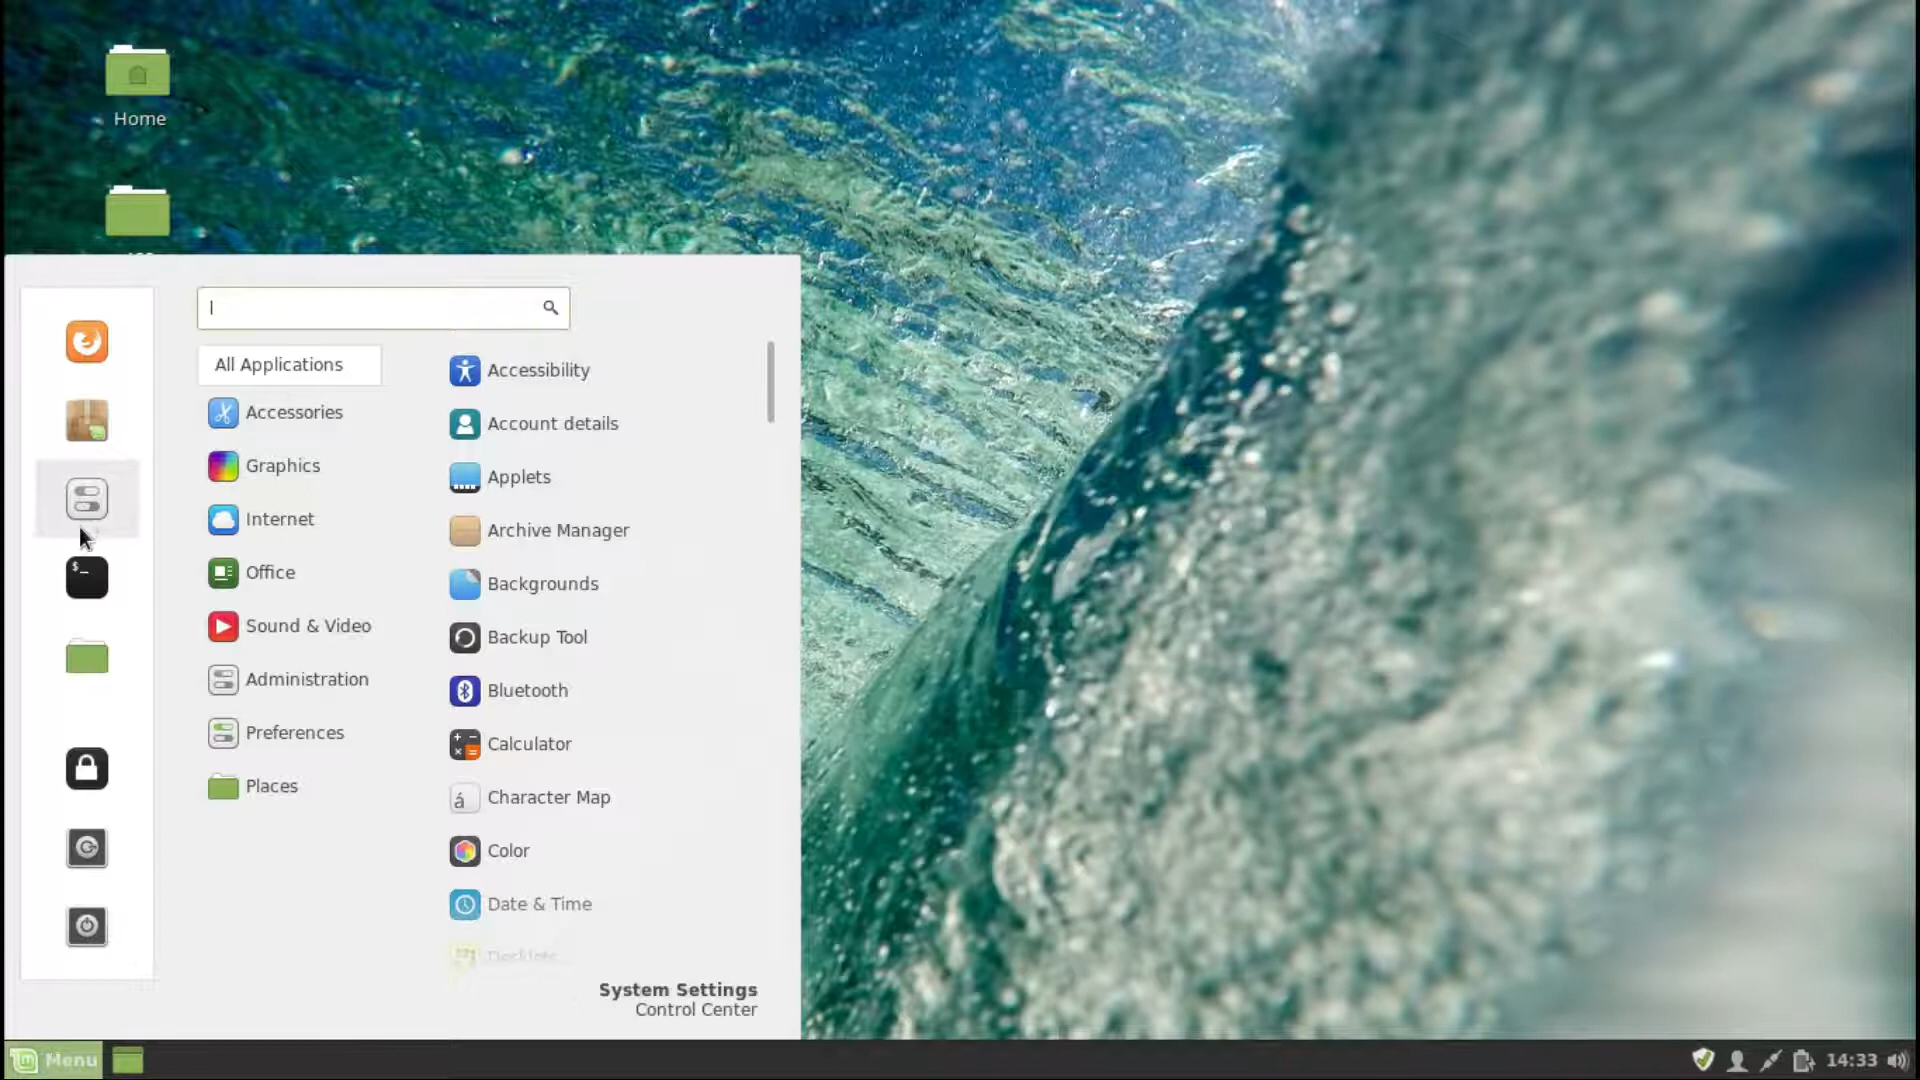 Home
All Applications
Accessories
Graphics
Internet
Office
Sound & Video
Administration
Preferences
Places
Accessibility
Account details
Applets
Archive Manager
Backgrounds
Backup Tool
Bluetooth
Calculator
Character Map
Color
Date & Time
Desklets
System Settings
Control Center
Menu
14:33